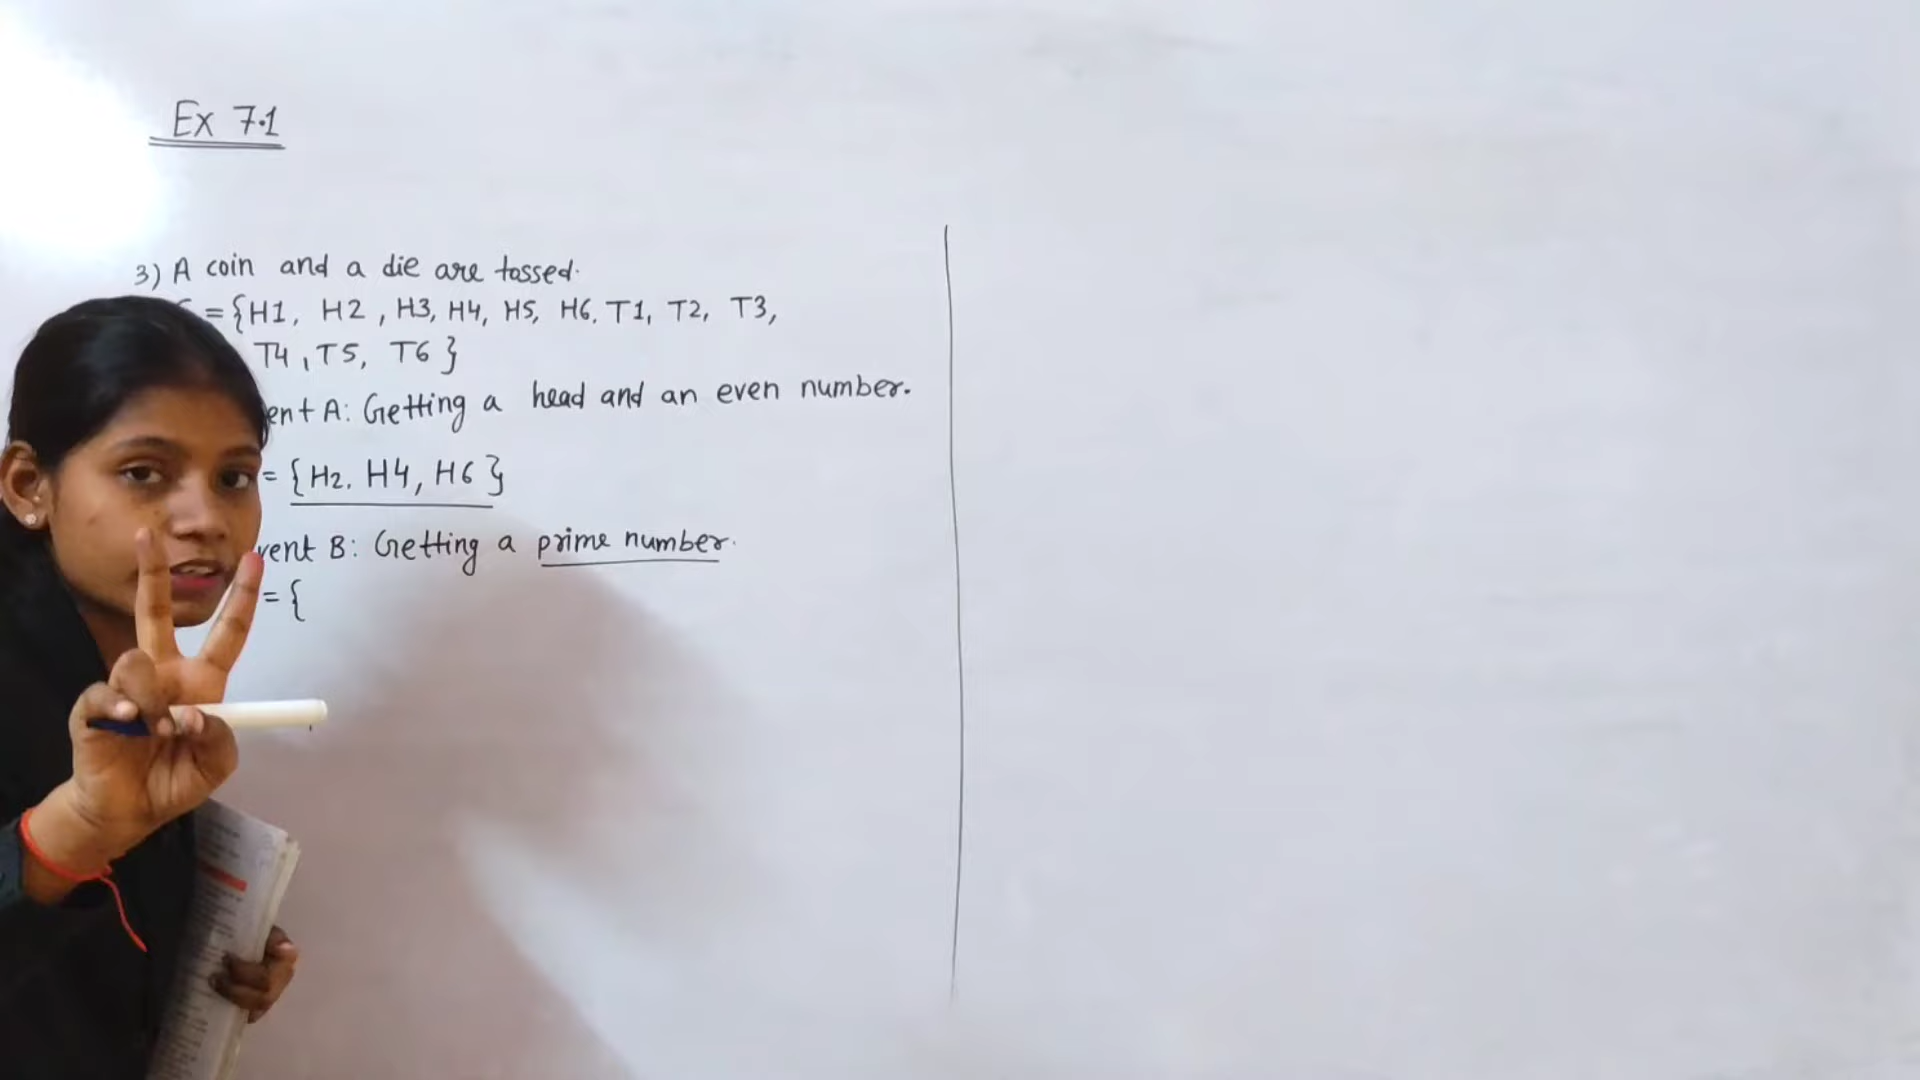 Ex 7.1
3) A coin and a die are tossed.
= {H1, H2, H3, H4, H5, H6, T1, T2, T3,
T4, T5, T6}
ent A: Getting a head and an even number.
= {H2, H4, H6}
vent B: Getting a prime number.
= {